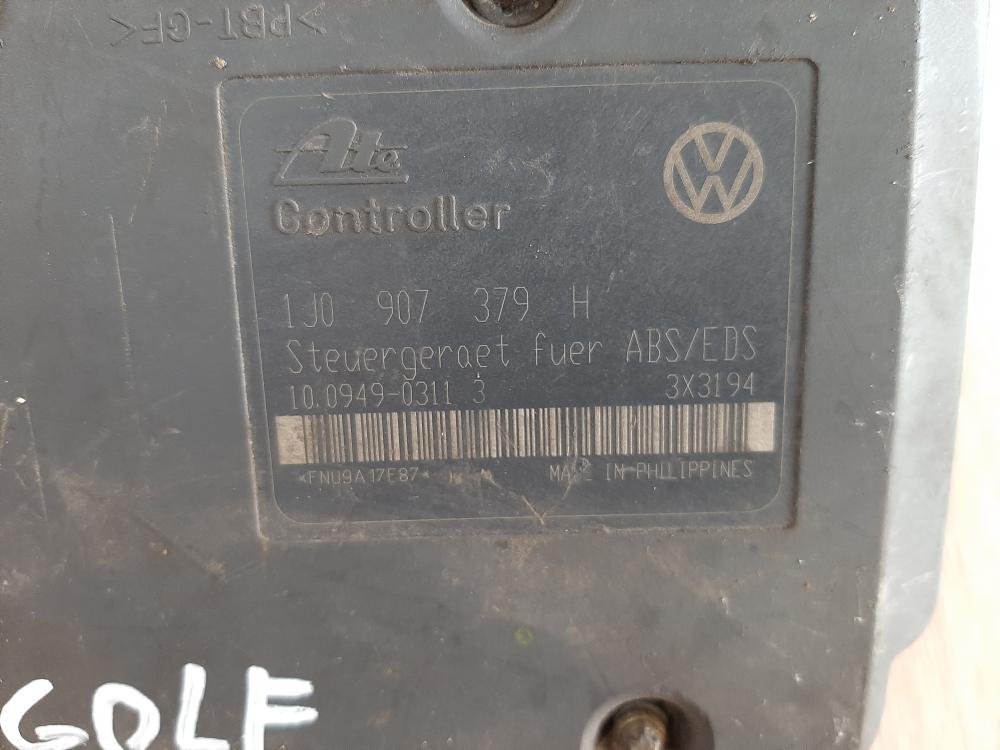 >PBT-GF<
Ate
Controller
1J0 907 379 H
Steuergeraet fuer ABS/EDS
10.0949-0311 3 3X3194
*FNU9A17E87* MADE IN PHILIPPINES
GOLF